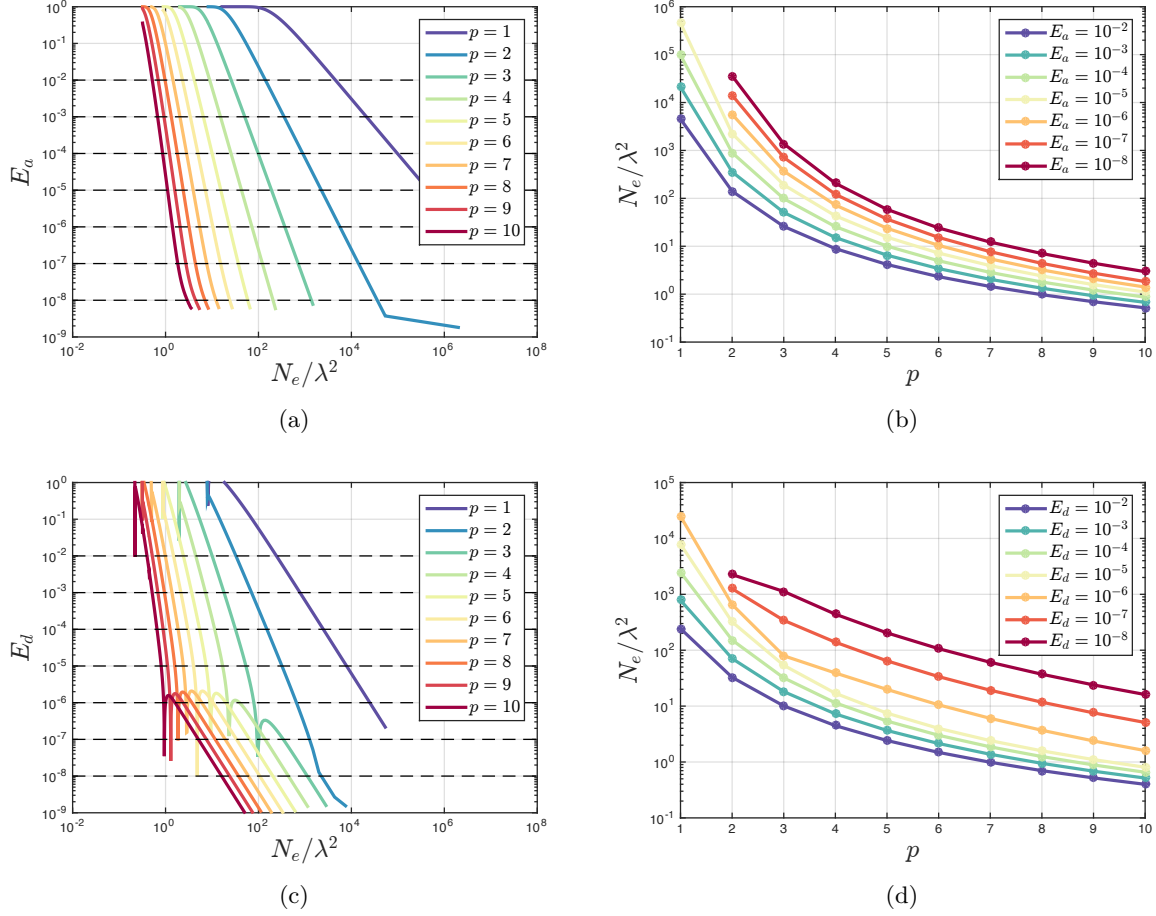 10^0
10^-1
10^-2
10^-3
10^-4
10^-5
10^-6
10^-7
10^-8
10^-9
E_a
10^-2
10^0
10^2
10^4
10^6
10^8
N_e/λ^2
p = 1
p = 2
p = 3
p = 4
p = 5
p = 6
p = 7
p = 8
p = 9
p = 10
(a)
10^6
10^5
10^4
10^3
10^2
10^1
10^0
10^-1
N_e/λ^2
1 2 3 4 5 6 7 8 9 10
p
E_a = 10^-2
E_a = 10^-3
E_a = 10^-4
E_a = 10^-5
E_a = 10^-6
E_a = 10^-7
E_a = 10^-8
(b)
10^0
10^-1
10^-2
10^-3
10^-4
10^-5
10^-6
10^-7
10^-8
10^-9
E_d
10^-2
10^0
10^2
10^4
10^6
10^8
N_e/λ^2
p = 1
p = 2
p = 3
p = 4
p = 5
p = 6
p = 7
p = 8
p = 9
p = 10
(c)
10^5
10^4
10^3
10^2
10^1
10^0
10^-1
N_e/λ^2
1 2 3 4 5 6 7 8 9 10
p
E_d = 10^-2
E_d = 10^-3
E_d = 10^-4
E_d = 10^-5
E_d = 10^-6
E_d = 10^-7
E_d = 10^-8
(d)